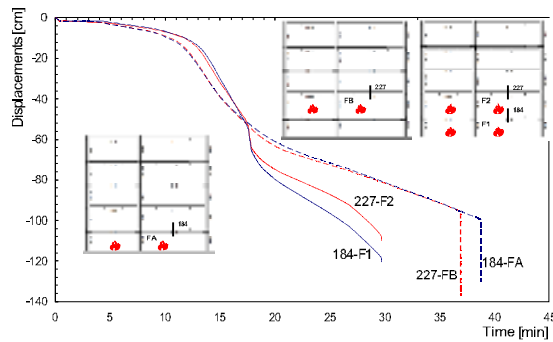 Displacements [cm]
0
-20
-40
-60
-80
-100
-120
-140
0 5 10 15 20 25 30 35 40 45
Time [min]
227
FB
227
F2
184
F1
184
FA
227-F2
184-F1
227-FB
184-FA